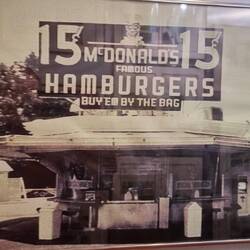 15¢ McDONALD'S 15¢
FAMOUS
HAMBURGERS
BUY'EM BY THE BAG